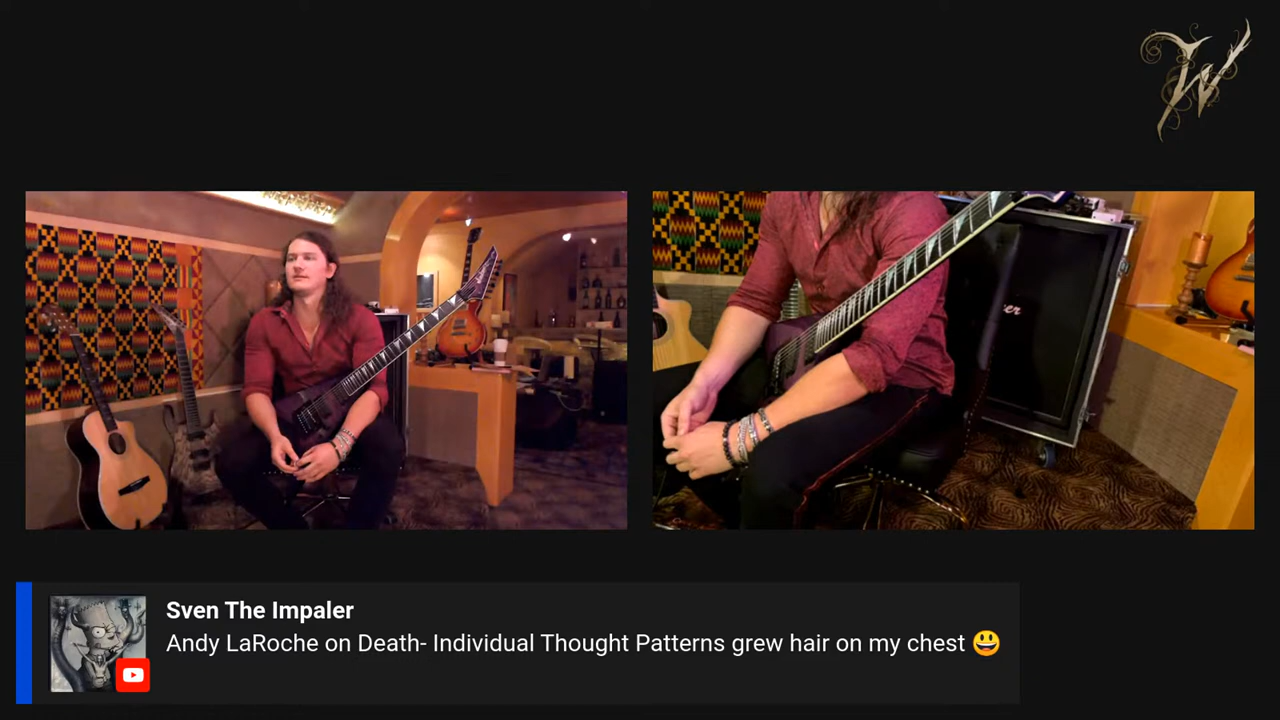 W
Sven The Impaler
Andy LaRoche on Death- Individual Thought Patterns grew hair on my chest 😃